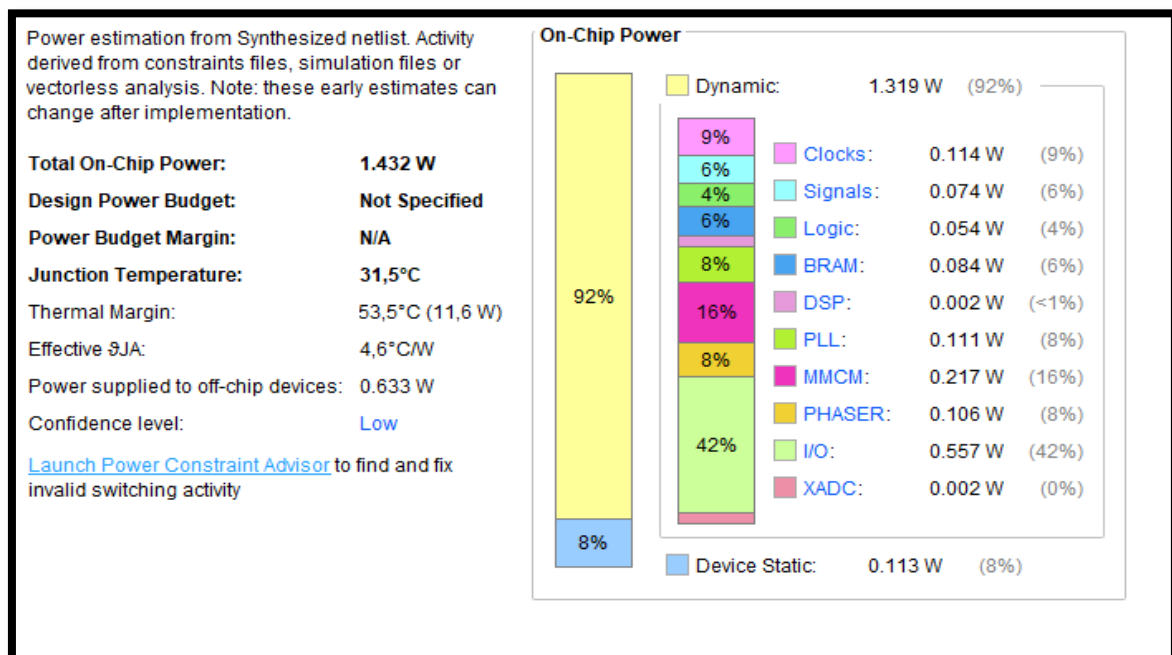 Power estimation from Synthesized netlist. Activity
derived from constraints files, simulation files or
vectorless analysis. Note: these early estimates can
change after implementation.
Total On-Chip Power: 1.432 W
Design Power Budget: Not Specified
Power Budget Margin: N/A
Junction Temperature: 31,5°C
Thermal Margin: 53,5°C (11,6 W)
Effective ϑJA: 4,6°C/W
Power supplied to off-chip devices: 0.633 W
Confidence level: Low
Launch Power Constraint Advisor to find and fix
invalid switching activity
On-Chip Power
92%
8%
Dynamic: 1.319 W (92%)
9%
6%
4%
6%
8%
16%
8%
42%
Clocks: 0.114 W (9%)
Signals: 0.074 W (6%)
Logic: 0.054 W (4%)
BRAM: 0.084 W (6%)
DSP: 0.002 W (<1%)
PLL: 0.111 W (8%)
MMCM: 0.217 W (16%)
PHASER: 0.106 W (8%)
I/O: 0.557 W (42%)
XADC: 0.002 W (0%)
Device Static: 0.113 W (8%)